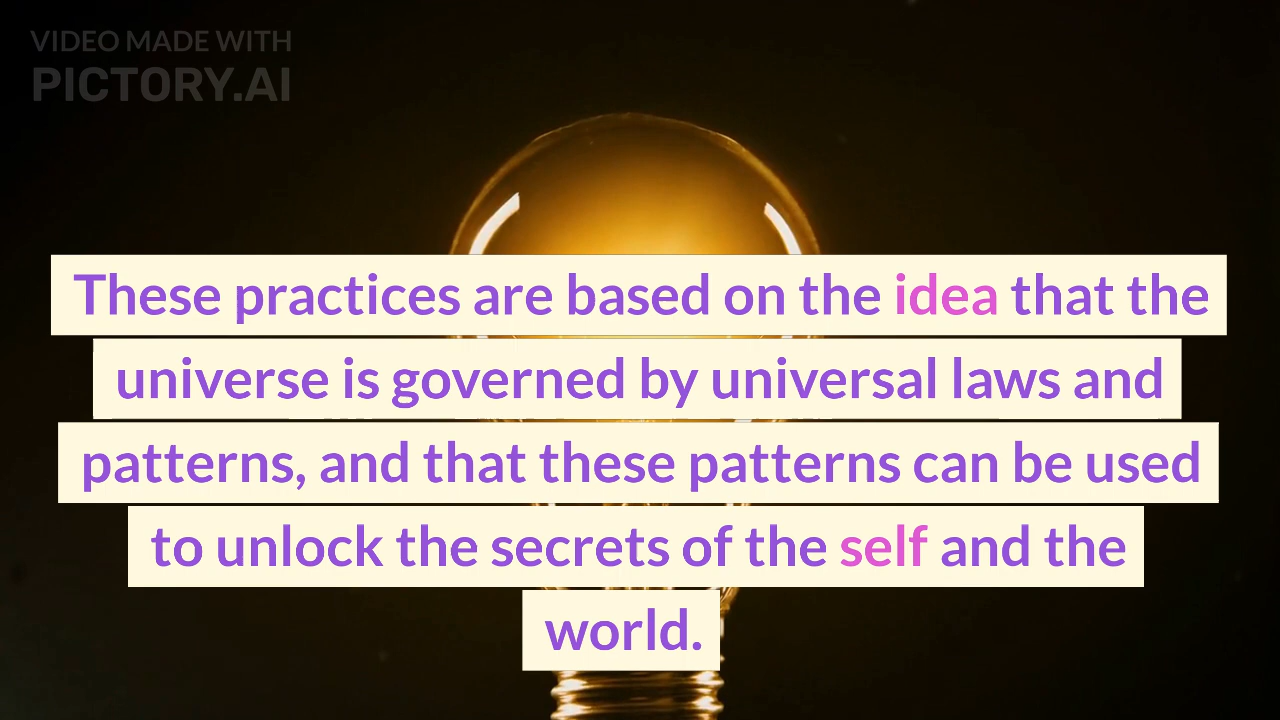 VIDEO MADE WITH
PICTORY.AI
These practices are based on the idea that the
universe is governed by universal laws and
patterns, and that these patterns can be used
to unlock the secrets of the self and the
world.